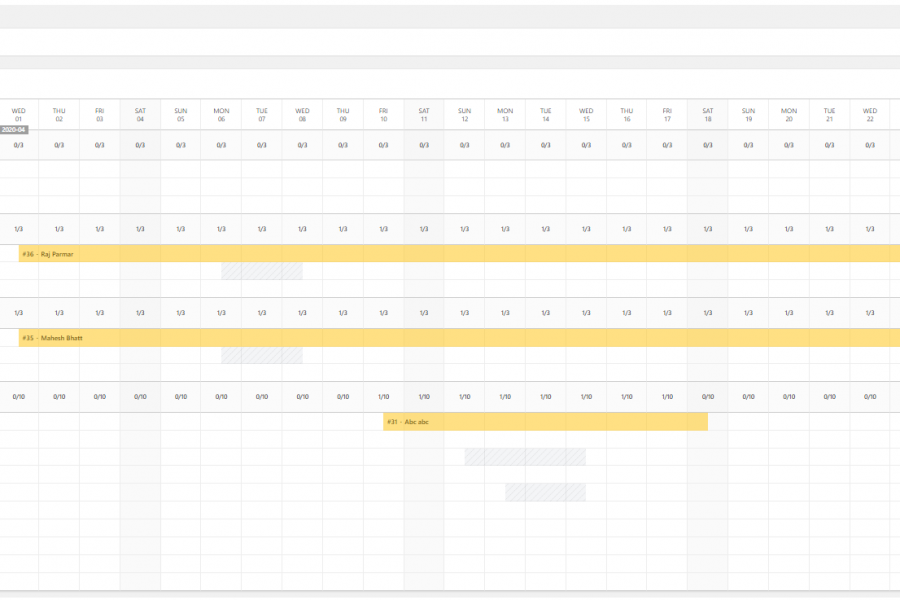 WED THU FRI SAT SUN MON TUE WED THU FRI SAT SUN MON TUE WED THU FRI SAT SUN MON TUE WED
01 02 03 04 05 06 07 08 09 10 11 12 13 14 15 16 17 18 19 20 21 22
2020-04
0/3 0/3 0/3 0/3 0/3 0/3 0/3 0/3 0/3 0/3 0/3 0/3 0/3 0/3 0/3 0/3 0/3 0/3 0/3 0/3 0/3 0/3
1/3 1/3 1/3 1/3 1/3 1/3 1/3 1/3 1/3 1/3 1/3 1/3 1/3 1/3 1/3 1/3 1/3 1/3 1/3 1/3 1/3 1/3
#36 - Raj Parmar
1/3 1/3 1/3 1/3 1/3 1/3 1/3 1/3 1/3 1/3 1/3 1/3 1/3 1/3 1/3 1/3 1/3 1/3 1/3 1/3 1/3 1/3
#35 - Mahesh Bhatt
0/10 0/10 0/10 0/10 0/10 0/10 0/10 0/10 0/10 1/10 1/10 1/10 1/10 1/10 1/10 1/10 1/10 0/10 0/10 0/10 0/10 0/10
#31 - Abc abc